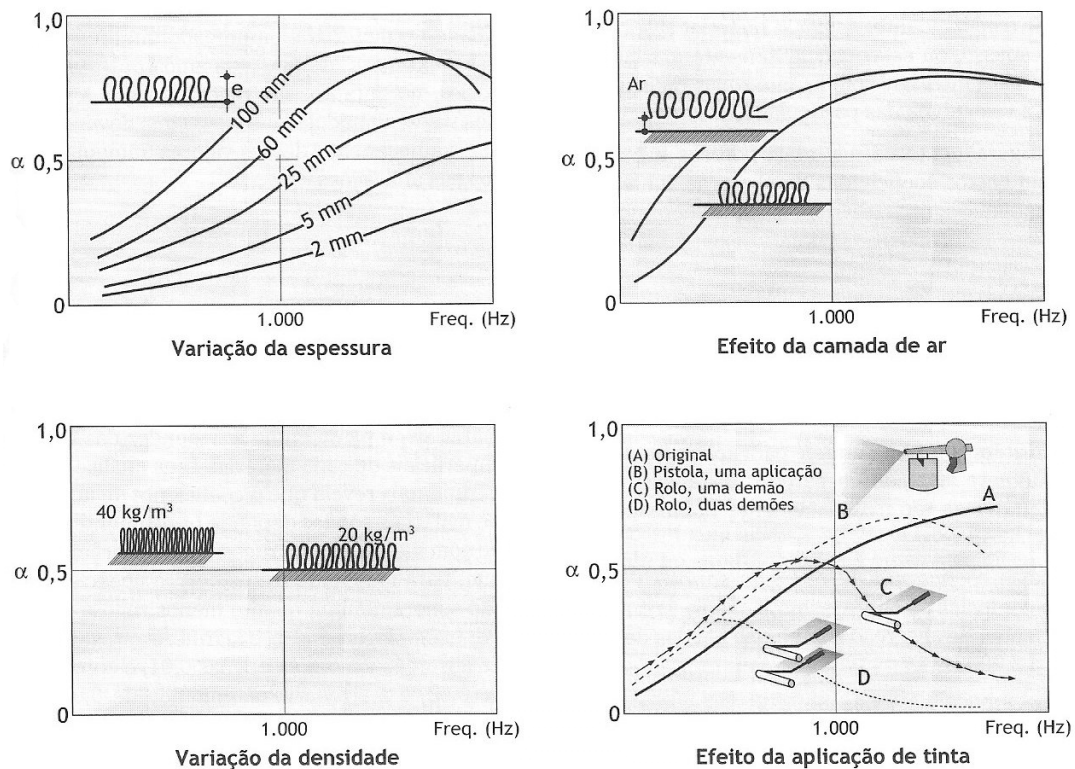 1,0
e
100 mm
60 mm
α 0,5
25 mm
5 mm
2 mm
0
1.000 Freq. (Hz)
Variação da espessura
1,0
Ar
α 0,5
0
1.000 Freq. (Hz)
Efeito da camada de ar
1,0
40 kg/m³
20 kg/m³
α 0,5
0
1.000 Freq. (Hz)
Variação da densidade
1,0
(A) Original
(B) Pistola, uma aplicação
(C) Rolo, uma demão
(D) Rolo, duas demões
A
B
α 0,5
C
D
0
1.000 Freq. (Hz)
Efeito da aplicação de tinta